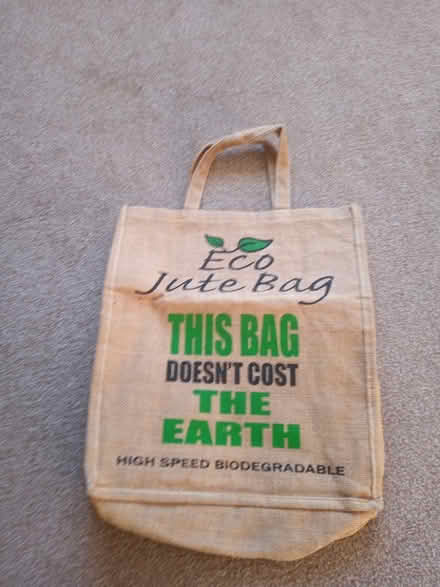 Eco
Jute Bag
THIS BAG
DOESN'T COST
THE
EARTH
HIGH SPEED BIODEGRADABLE